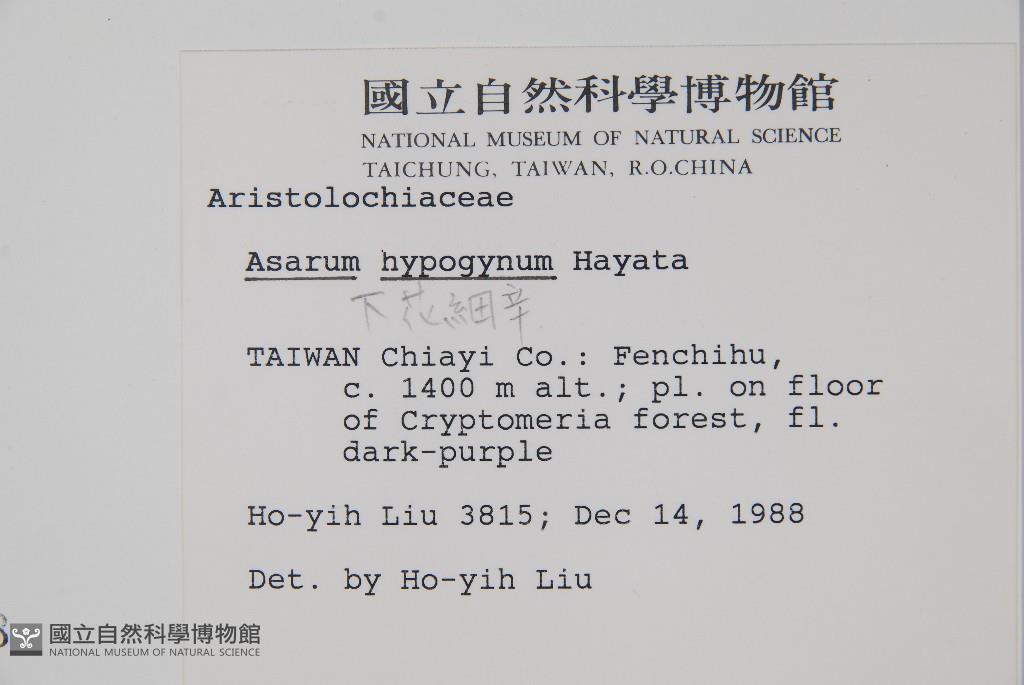 國立自然科學博物館
NATIONAL MUSEUM OF NATURAL SCIENCE
TAICHUNG, TAIWAN, R.O.CHINA
Aristolochiaceae
Asarum hypogynum Hayata
下花細辛
TAIWAN Chiayi Co.: Fenchihu,
c. 1400 m alt.; pl. on floor
of Cryptomeria forest, fl.
dark-purple
Ho-yih Liu 3815; Dec 14, 1988
Det. by Ho-yih Liu
國立自然科學博物館
NATIONAL MUSEUM OF NATURAL SCIENCE